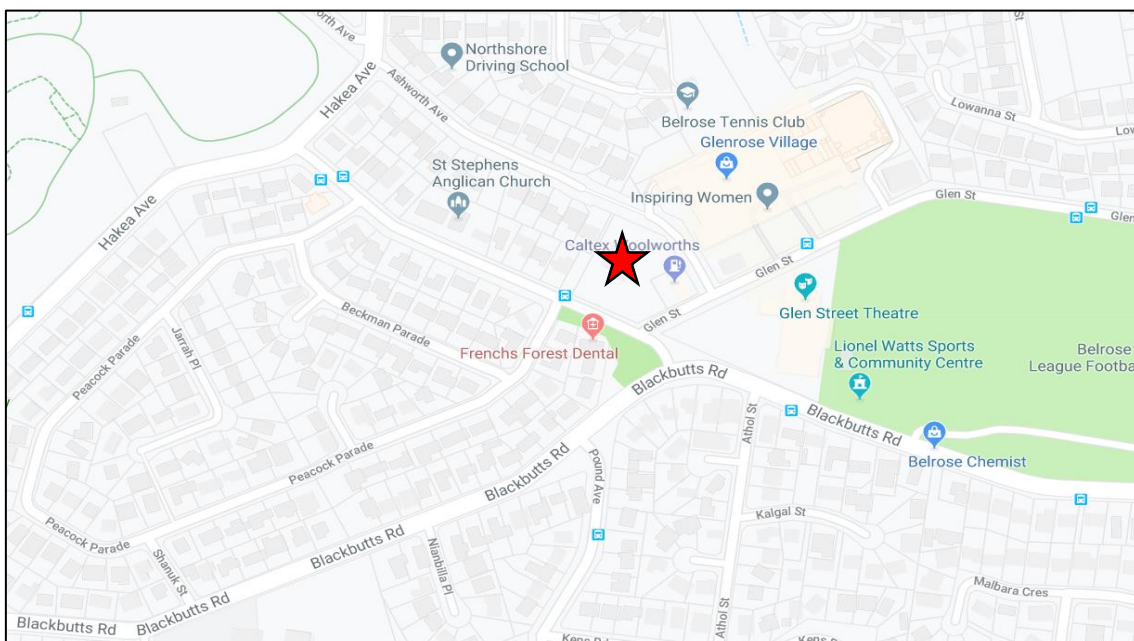 Ashworth Ave
Northshore
Driving School
Hakea Ave
Ashworth Ave
Belrose Tennis Club
Glenrose Village
Lowanna St
St Stephens
Anglican Church
Inspiring Women
Glen St
Hakea Ave
Caltex Woolworths
Glen St
Glen Street Theatre
Glen St
Beckman Parade
Jarrah Pl
Peacock Parade
Frenchs Forest Dental
Lionel Watts Sports
& Community Centre
Belrose
Blackbutts Rd
Athol St
Blackbutts Rd
Belrose Chemist
Peacock Parade
Blackbutts Rd
Pound Ave
Kalgal St
Peacock Parade
Shanuk St
Blackbutts Rd
Nianbilla Pl
Malbara Cres
Athol St
Blackbutts Rd
Blackbutts Rd